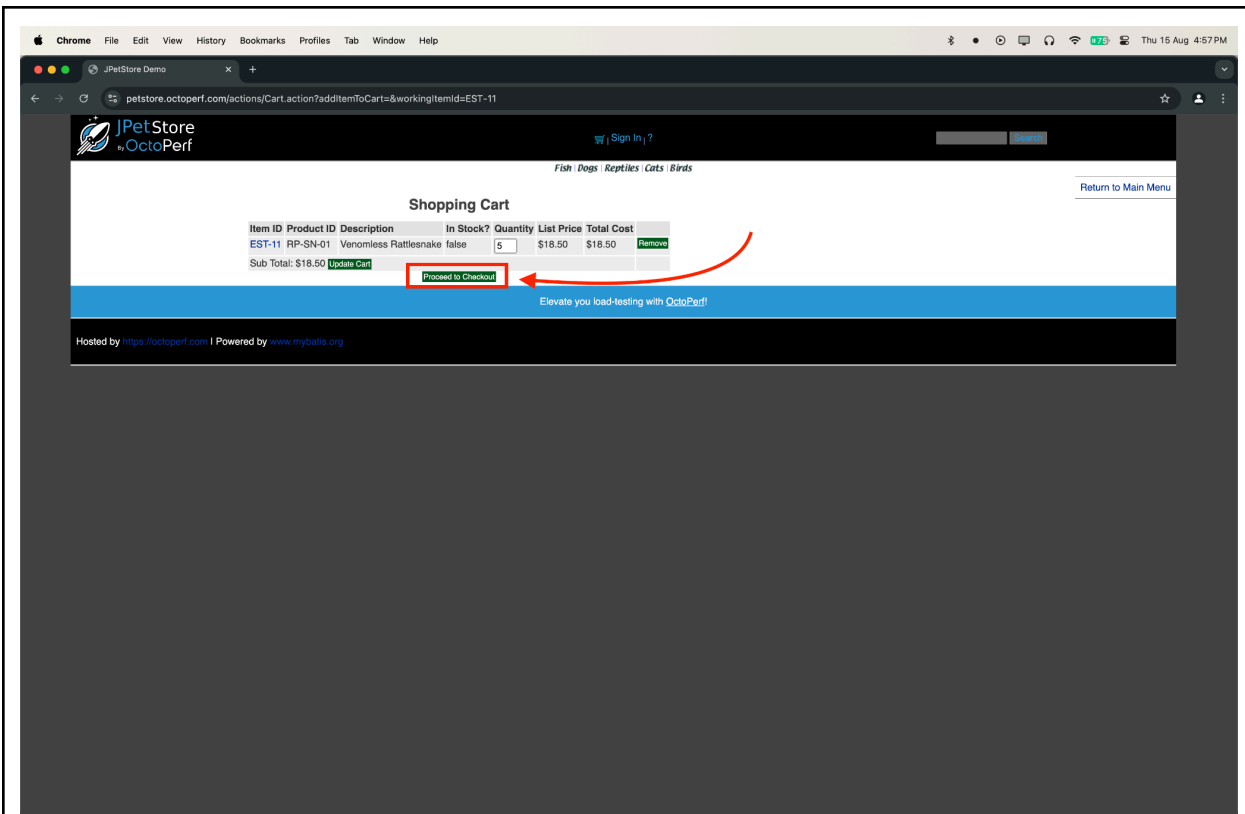 Chrome File Edit View History Bookmarks Profiles Tab Window Help 75 Thu 15 Aug 4:57 PM
JPetStore Demo
petstore.octoperf.com/actions/Cart.action?addItemToCart=&workingItemId=EST-11
JPetStore
By OctoPerf
| Sign In | ? Search
Fish | Dogs | Reptiles | Cats | Birds
Return to Main Menu
Shopping Cart
Item ID Product ID Description In Stock? Quantity List Price Total Cost
EST-11 RP-SN-01 Venomless Rattlesnake false 5 $18.50 $18.50 Remove
Sub Total: $18.50 Update Cart
Proceed to Checkout
Elevate you load-testing with OctoPerf!
Hosted by https://octoperf.com | Powered by www.mybatis.org